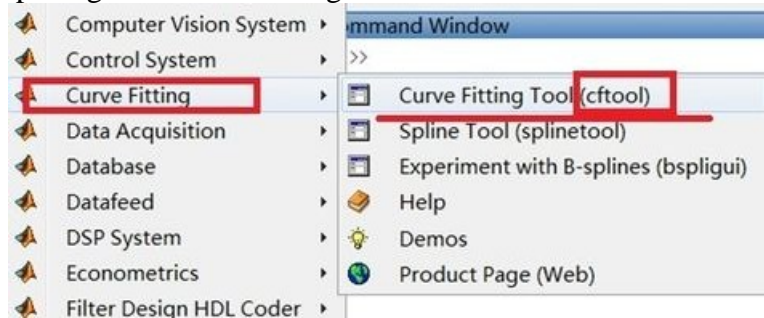 Computer Vision System
Control System
Curve Fitting
Data Acquisition
Database
Datafeed
DSP System
Econometrics
Filter Design HDL Coder
mmand Window
>>
Curve Fitting Tool (cftool)
Spline Tool (splinetool)
Experiment with B-splines (bspligui)
Help
Demos
Product Page (Web)